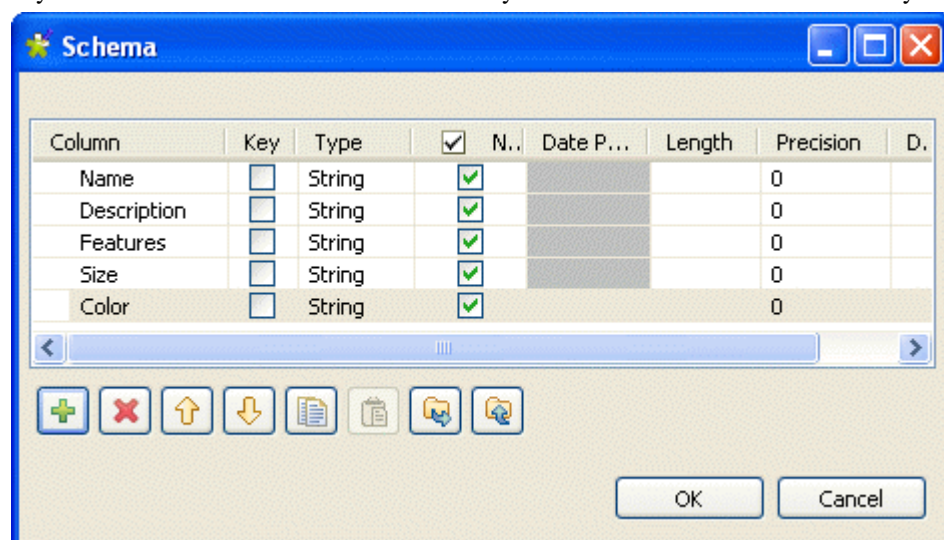 Schema
Column Key Type N.. Date P... Length Precision D.
Name String 0
Description String 0
Features String 0
Size String 0
Color String 0
OK Cancel